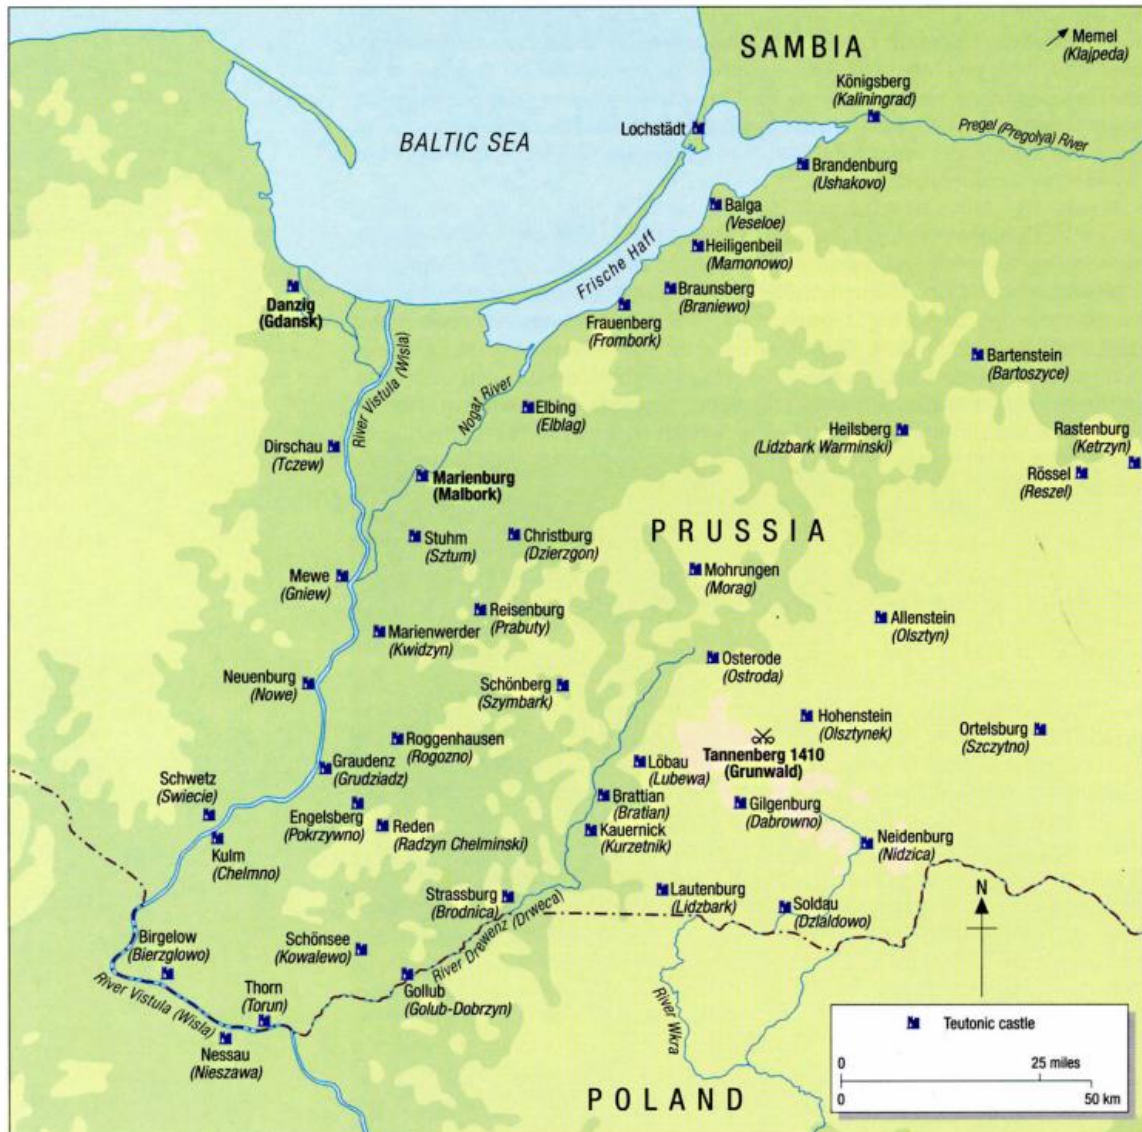 SAMBIA
Memel
(Klajpeda)
Königsberg
(Kaliningrad)
BALTIC SEA
Lochstädt
Pregel (Pregolya) River
Brandenburg
(Ushakovo)
Balga
(Veseloe)
Frische Haff
Heiligenbeil
(Mamonowo)
Danzig
(Gdansk)
Braunsberg
(Braniewo)
Frauenberg
(Frombork)
River Vistula (Wisla)
Nogat River
Bartenstein
(Bartoszyce)
Elbing
(Elblag)
Dirschau
(Tczew)
Heilsberg
(Lidzbark Warminski)
Rastenburg
(Ketrzyn)
Marienburg
(Malbork)
Rössel
(Reszel)
Stuhm
(Sztum)
Christburg
(Dzierzgon)
PRUSSIA
Mewe
(Gniew)
Mohrungen
(Morag)
Reisenburg
(Prabuty)
Allenstein
(Olsztyn)
Marienwerder
(Kwidzyn)
Osterode
(Ostroda)
Neuenburg
(Nowe)
Schönberg
(Szymbark)
Hohenstein
(Olsztynek)
Ortelsburg
(Szczytno)
Roggenhausen
(Rogozno)
Tannenberg 1410
(Grunwald)
Graudenz
(Grudziadz)
Löbau
(Lubewa)
Schwetz
(Swiecie)
Engelsberg
(Pokrzywno)
Brattian
(Bratian)
Gilgenburg
(Dabrowno)
Reden
(Radzyn Chelminski)
Kauernick
(Kurzetnik)
Neidenburg
(Nidzica)
Kulm
(Chelmno)
Strassburg
(Brodnica)
Lautenburg
(Lidzbark)
Soldau
(Dzialdowo)
N
River Drewenz (Drweca)
Birgelow
(Bierzglowo)
Schönsee
(Kowalewo)
Gollub
(Golub-Dobrzyn)
River Vistula (Wisla)
Thorn
(Torun)
River Wkra
Nessau
(Nieszawa)
POLAND
Teutonic castle
0 25 miles
0 50 km